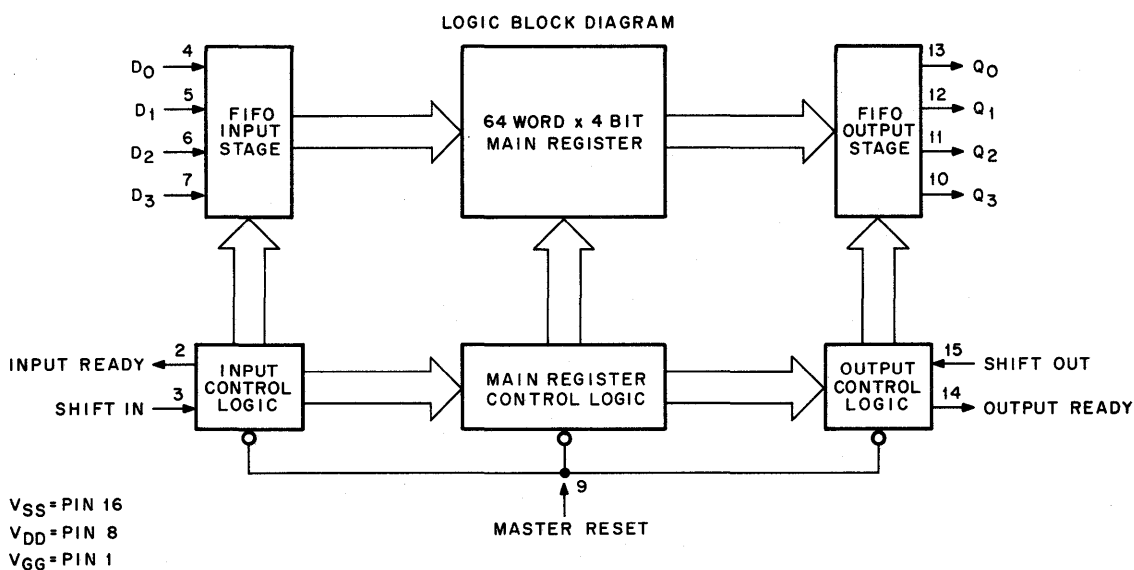 LOGIC BLOCK DIAGRAM
D0 4
D1 5
D2 6
D3 7
FIFO
INPUT
STAGE
64 WORD x 4 BIT
MAIN REGISTER
FIFO
OUTPUT
STAGE
13 Q0
12 Q1
11 Q2
10 Q3
INPUT READY 2
SHIFT IN 3
INPUT
CONTROL
LOGIC
MAIN REGISTER
CONTROL LOGIC
OUTPUT
CONTROL
LOGIC
15 SHIFT OUT
14 OUTPUT READY
9
MASTER RESET
VSS=PIN 16
VDD=PIN 8
VGG=PIN 1